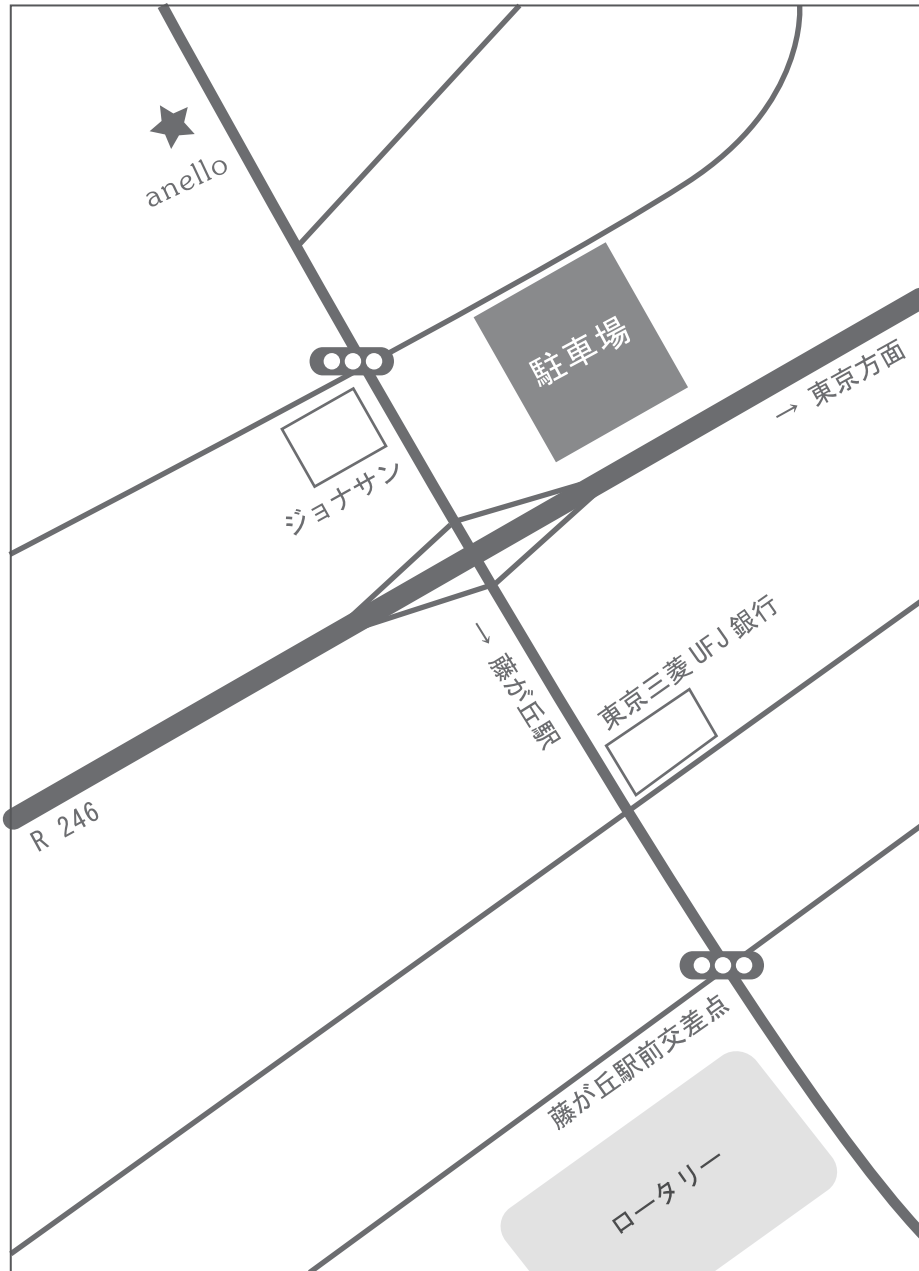 anello
駐車場
→ 東京方面
ジョナサン
東京三菱 UFJ 銀行
→ 藤が丘駅
R 246
藤が丘駅前交差点
ロータリー